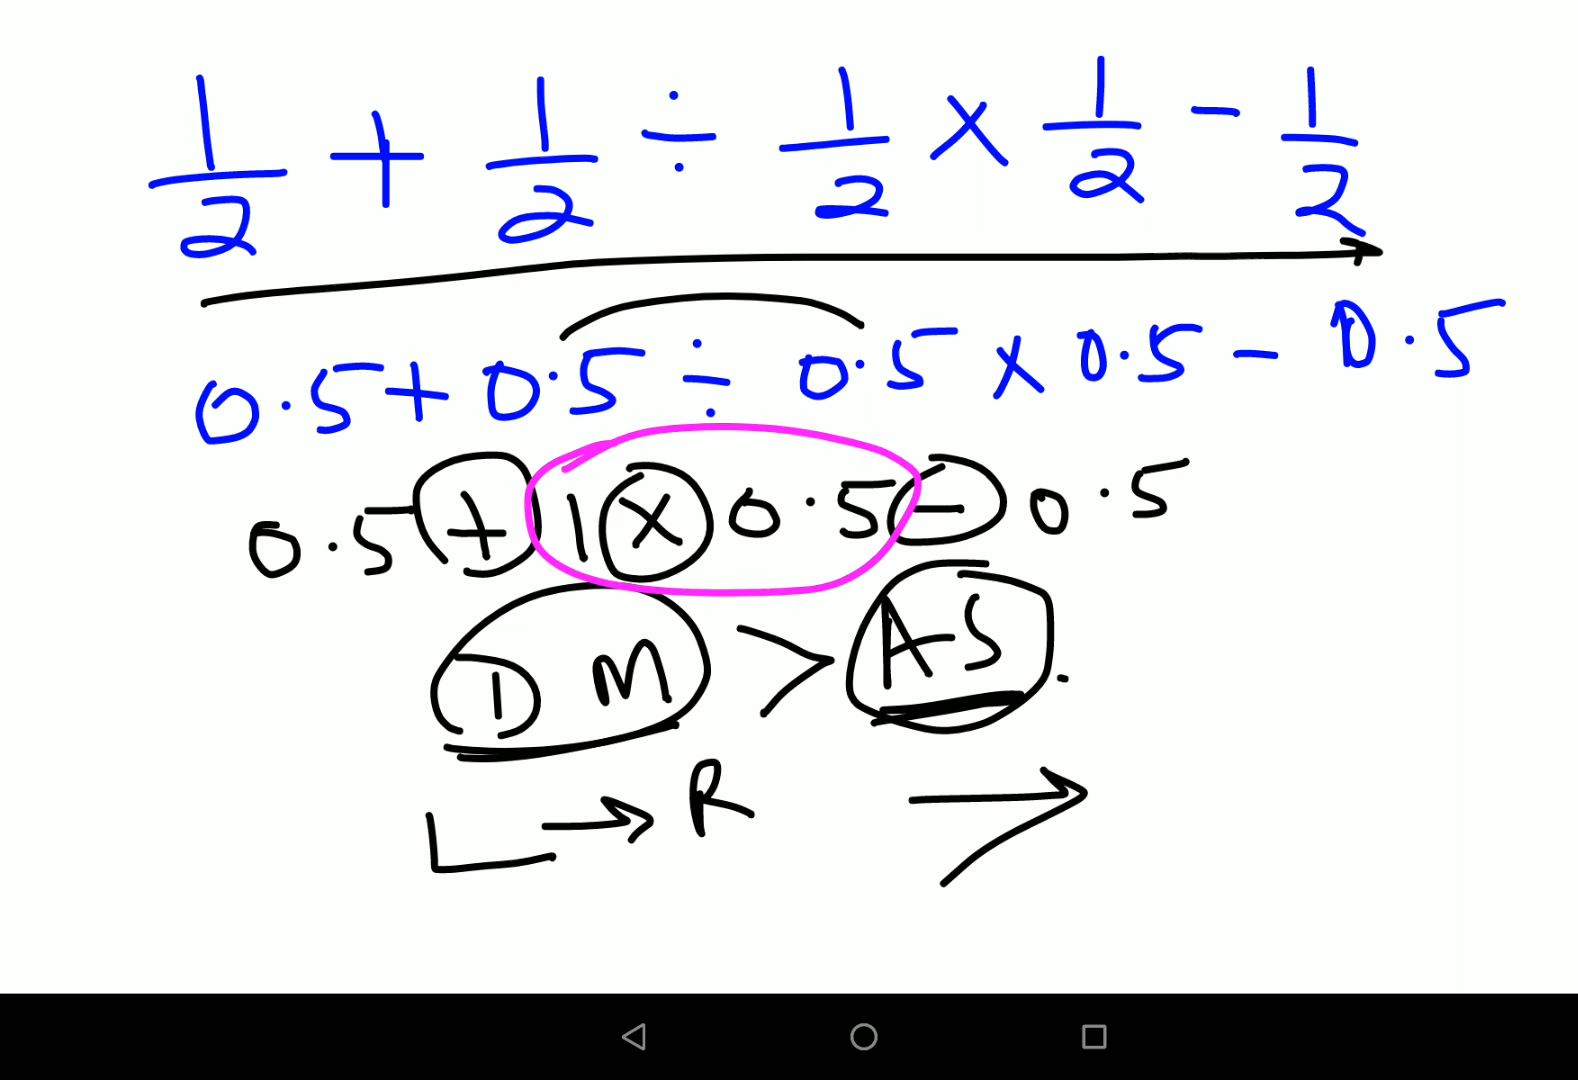 1/2 + 1/2 ÷ 1/2 × 1/2 - 1/2
0.5 + 0.5 ÷ 0.5 × 0.5 - 0.5
0.5 + 1 × 0.5 - 0.5
DM > AS.
L → R →